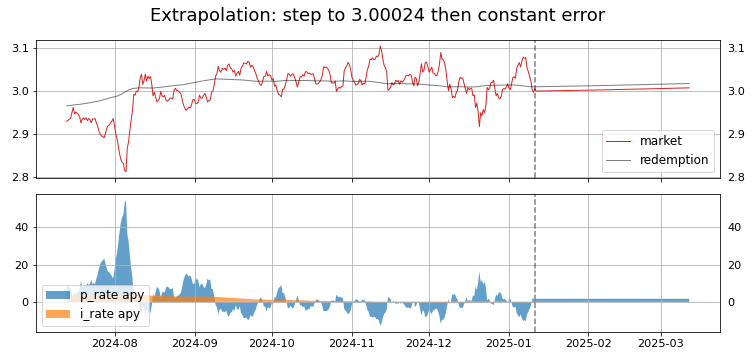 Extrapolation: step to 3.00024 then constant error
3.1 3.1
3.0 3.0
2.9 2.9
2.8 2.8
market
redemption
40 40
20 20
0 0
p_rate apy
i_rate apy
2024-08 2024-09 2024-10 2024-11 2024-12 2025-01 2025-02 2025-03